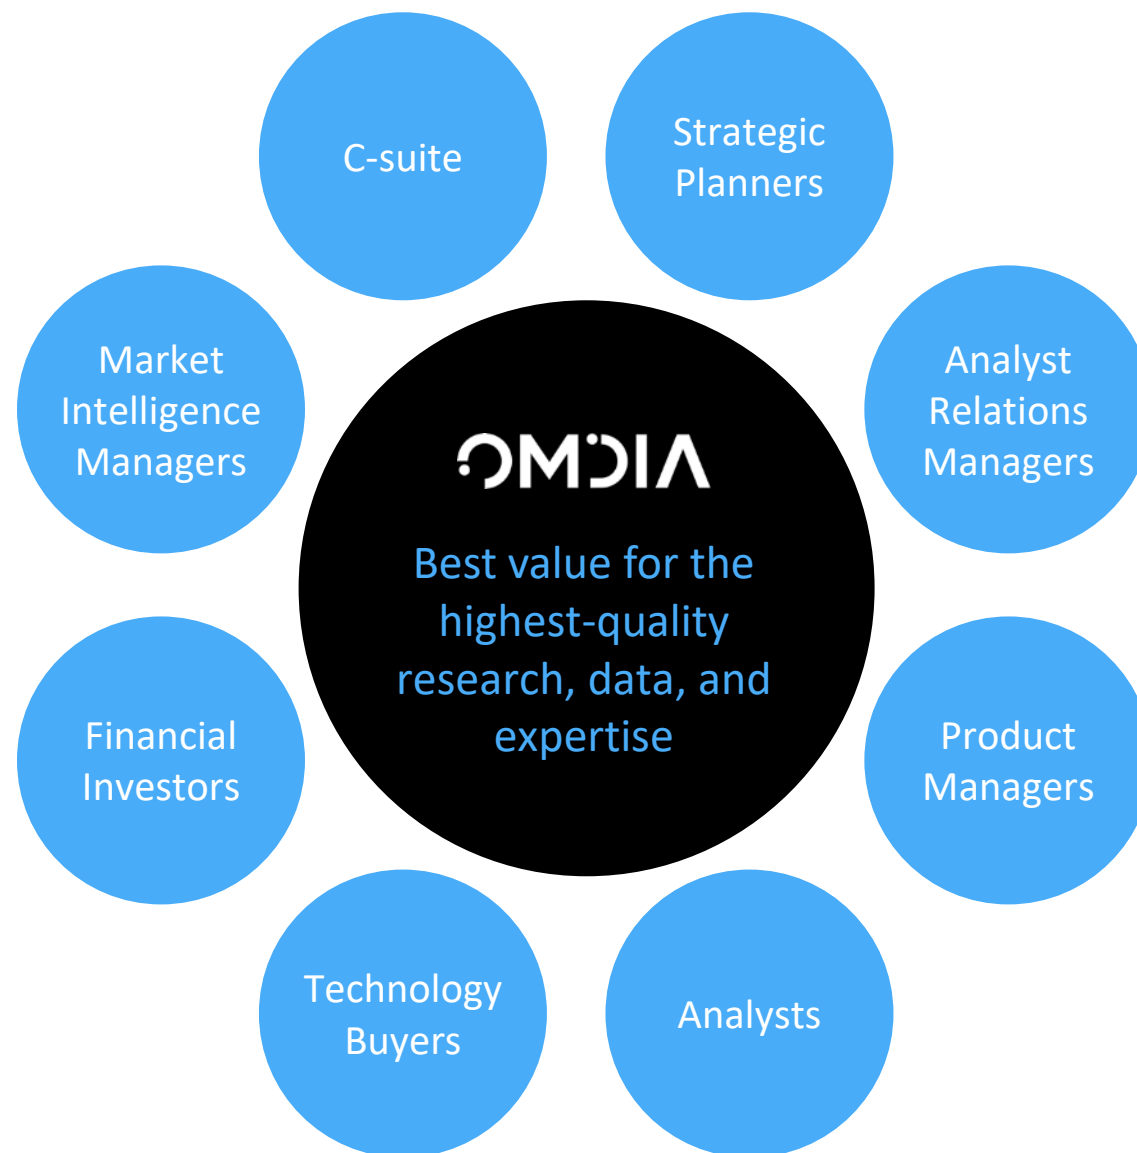 C-suite
Strategic
Planners
Market
Intelligence
Managers
Analyst
Relations
Managers
OMDIA
Best value for the
highest-quality
research, data, and
expertise
Financial
Investors
Product
Managers
Technology
Buyers
Analysts